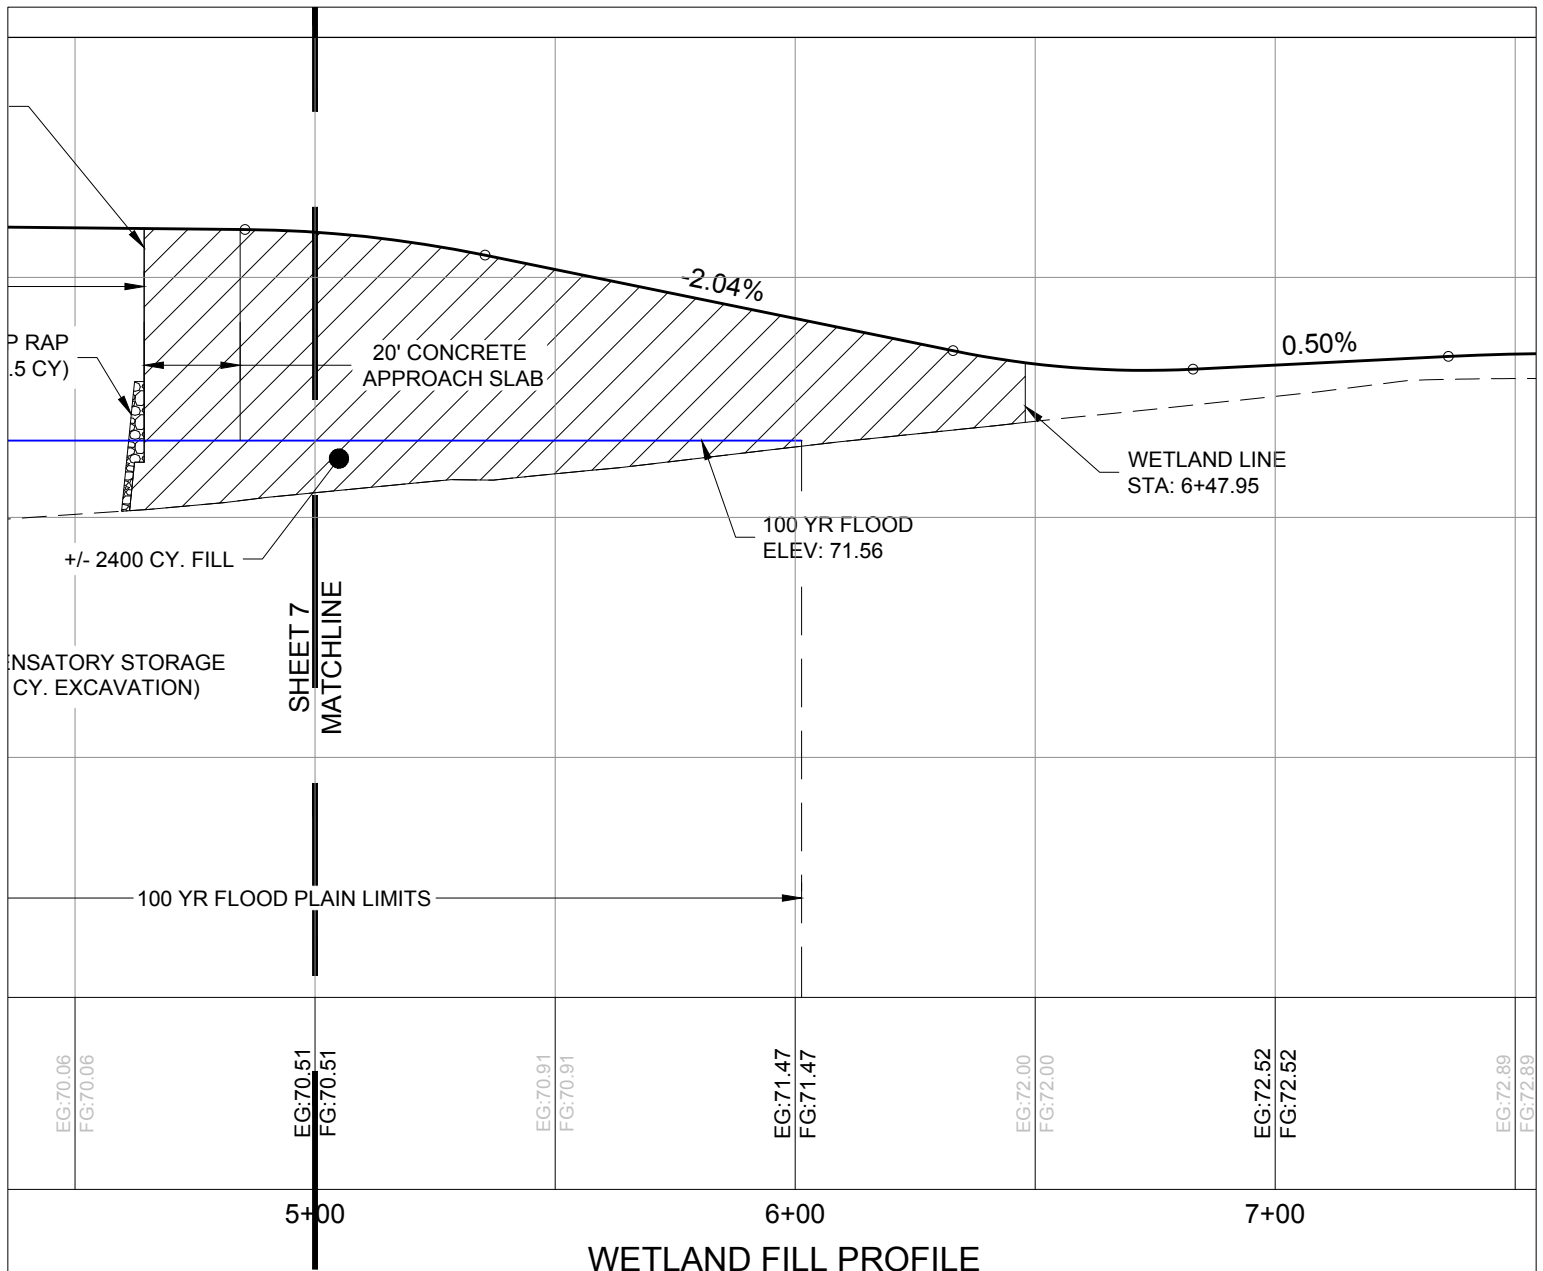 -2.04%
0.50%
P RAP
.5 CY)
20' CONCRETE
APPROACH SLAB
WETLAND LINE
STA: 6+47.95
100 YR FLOOD
ELEV: 71.56
+/- 2400 CY. FILL
SHEET 7
MATCHLINE
ENSATORY STORAGE
CY. EXCAVATION)
100 YR FLOOD PLAIN LIMITS
EG:70.06
FG:70.06
EG:70.51
FG:70.51
EG:70.91
FG:70.91
EG:71.47
FG:71.47
EG:72.00
FG:72.00
EG:72.52
FG:72.52
EG:72.89
FG:72.89
5+00
6+00
7+00
WETLAND FILL PROFILE